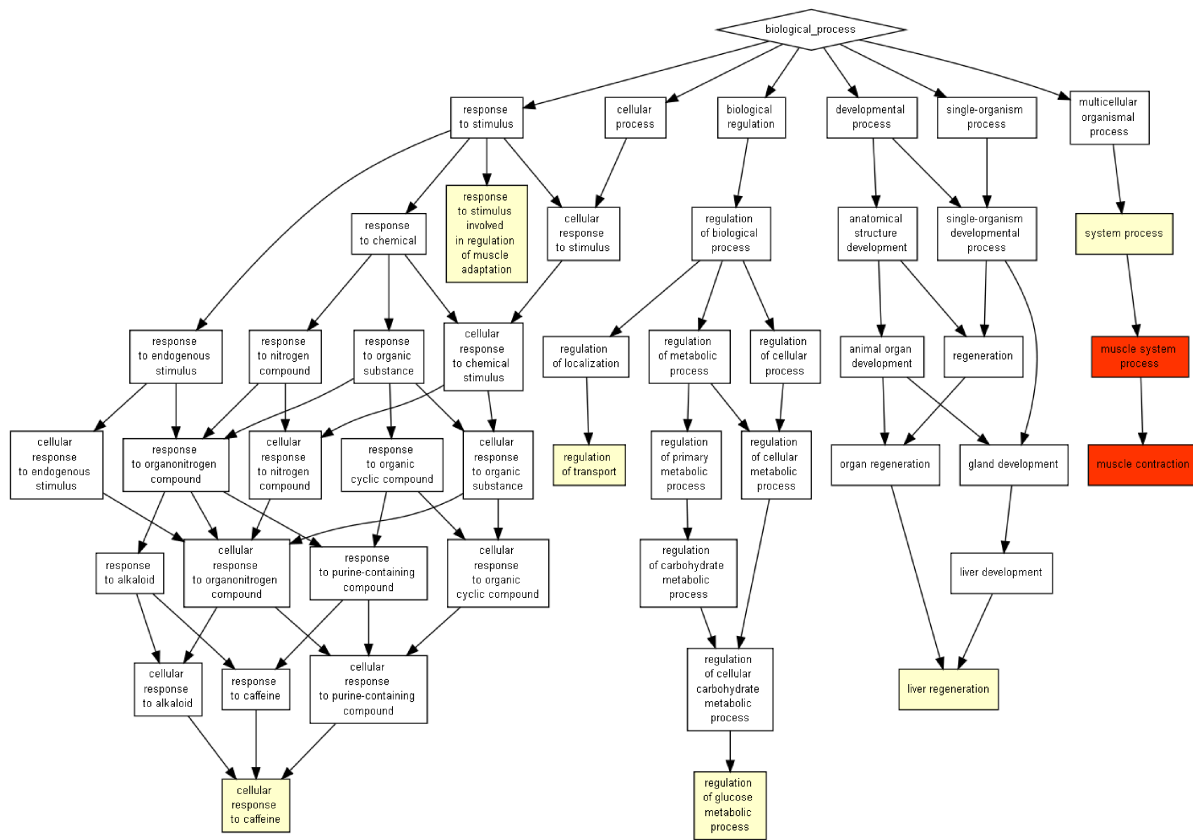 biological_process
response
to stimulus
cellular
process
biological
regulation
developmental
process
single-organism
process
multicellular
organismal
process
response
to stimulus
involved
in regulation
of muscle
adaptation
response
to chemical
cellular
response
to stimulus
regulation
of biological
process
anatomical
structure
development
single-organism
developmental
process
system process
response
to endogenous
stimulus
response
to nitrogen
compound
response
to organic
substance
cellular
response
to chemical
stimulus
regulation
of localization
regulation
of metabolic
process
regulation
of cellular
process
animal organ
development
regeneration
muscle system
process
cellular
response
to endogenous
stimulus
response
to organonitrogen
compound
cellular
response
to nitrogen
compound
response
to organic
cyclic compound
cellular
response
to organic
substance
regulation
of transport
regulation
of primary
metabolic
process
regulation
of cellular
metabolic
process
organ regeneration
gland development
muscle contraction
response
to alkaloid
cellular
response
to organonitrogen
compound
response
to purine-containing
compound
cellular
response
to organic
cyclic compound
regulation
of carbohydrate
metabolic
process
liver development
cellular
response
to alkaloid
response
to caffeine
cellular
response
to purine-containing
compound
regulation
of cellular
carbohydrate
metabolic
process
liver regeneration
cellular
response
to caffeine
regulation
of glucose
metabolic
process